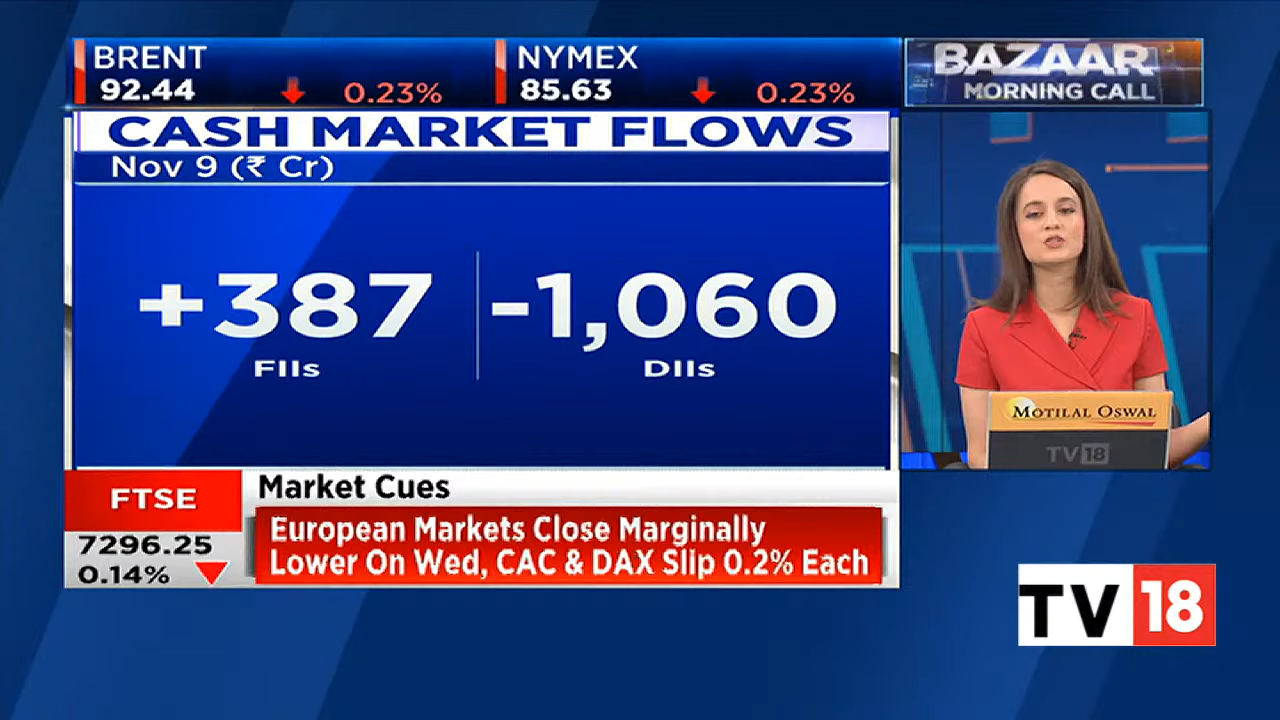 BRENT
92.44 0.23%
NYMEX
85.63 0.23%
BAZAAR
MORNING CALL
CASH MARKET FLOWS
Nov 9 (₹ Cr)
+387
FIIs
-1,060
DIIs
MOTILAL OSWAL
TV18
FTSE
7296.25
0.14%
Market Cues
European Markets Close Marginally
Lower On Wed, CAC & DAX Slip 0.2% Each
TV18